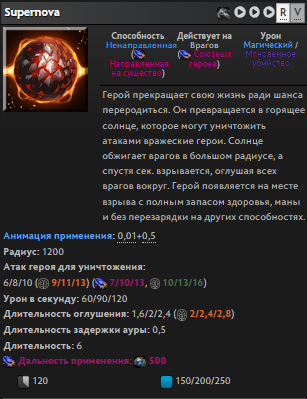 Supernova
R V
Способность
Ненаправленная
( Направленная
на существо)
Действует на
Врагов
( Союзных
героев)
Урон
Магический /
Мгновенное
убийство
Герой прекращает свою жизнь ради шанса
переродиться. Он превращается в горящее
солнце, которое могут уничтожить
атаками вражеские герои. Солнце
обжигает врагов в большом радиусе, а
спустя сек. взрывается, оглушая всех
врагов вокруг. Герой появляется на месте
взрыва с полным запасом здоровья, маны
и без перезарядки на других способностях.
Анимация применения: 0,01+0,5
Радиус: 1200
Атак героя для уничтожения:
6/8/10 ( 9/11/13) ( 7/10/13, 10/13/16)
Урон в секунду: 60/90/120
Длительность оглушения: 1,6/2/2,4 ( 2/2,4/2,8)
Длительность задержки ауры: 0,5
Длительность: 6
Дальность применения: 500
120
150/200/250